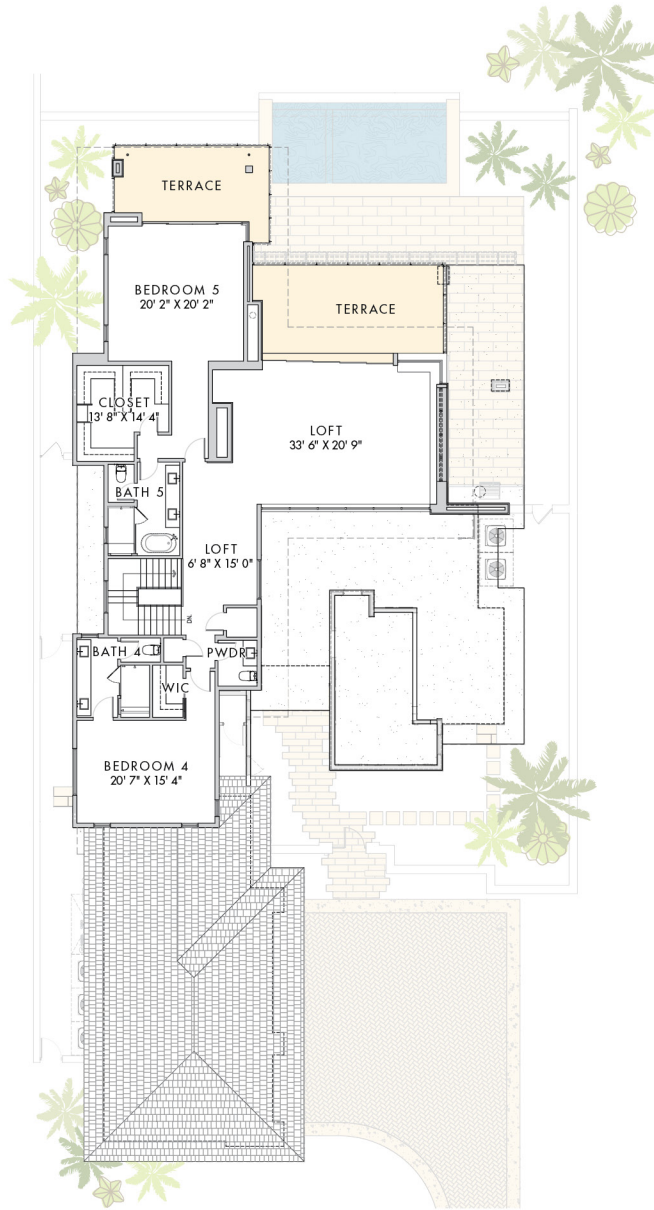 TERRACE
BEDROOM 5
20' 2" X 20' 2"
TERRACE
CLOSET
13' 8" X 14' 4"
LOFT
33' 6" X 20' 9"
BATH 5
LOFT
6' 8" X 15' 0"
DN.
BATH 4
PWDR
WIC
BEDROOM 4
20' 7" X 15' 4"